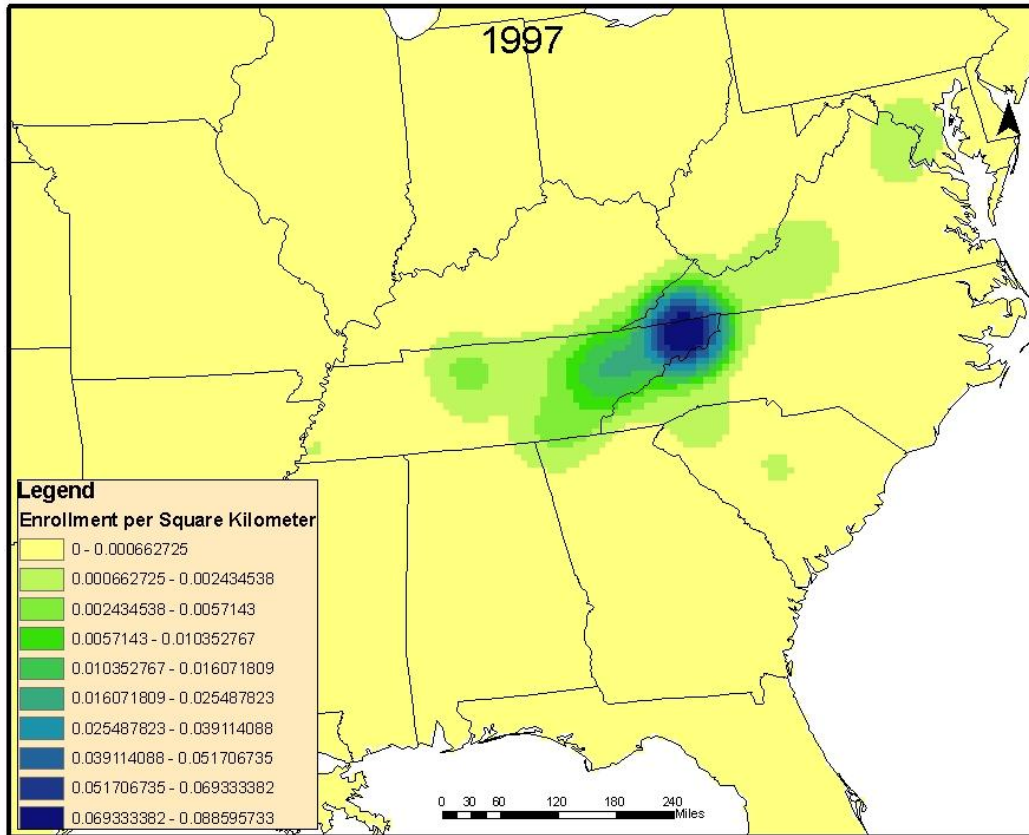 1997
N
Legend
Enrollment per Square Kilometer
0 - 0.000662725
0.000662725 - 0.002434538
0.002434538 - 0.0057143
0.0057143 - 0.010352767
0.010352767 - 0.016071809
0.016071809 - 0.025487823
0.025487823 - 0.039114088
0.039114088 - 0.051706735
0.051706735 - 0.069333382
0.069333382 - 0.088595733
0 30 60 120 180 240
Miles